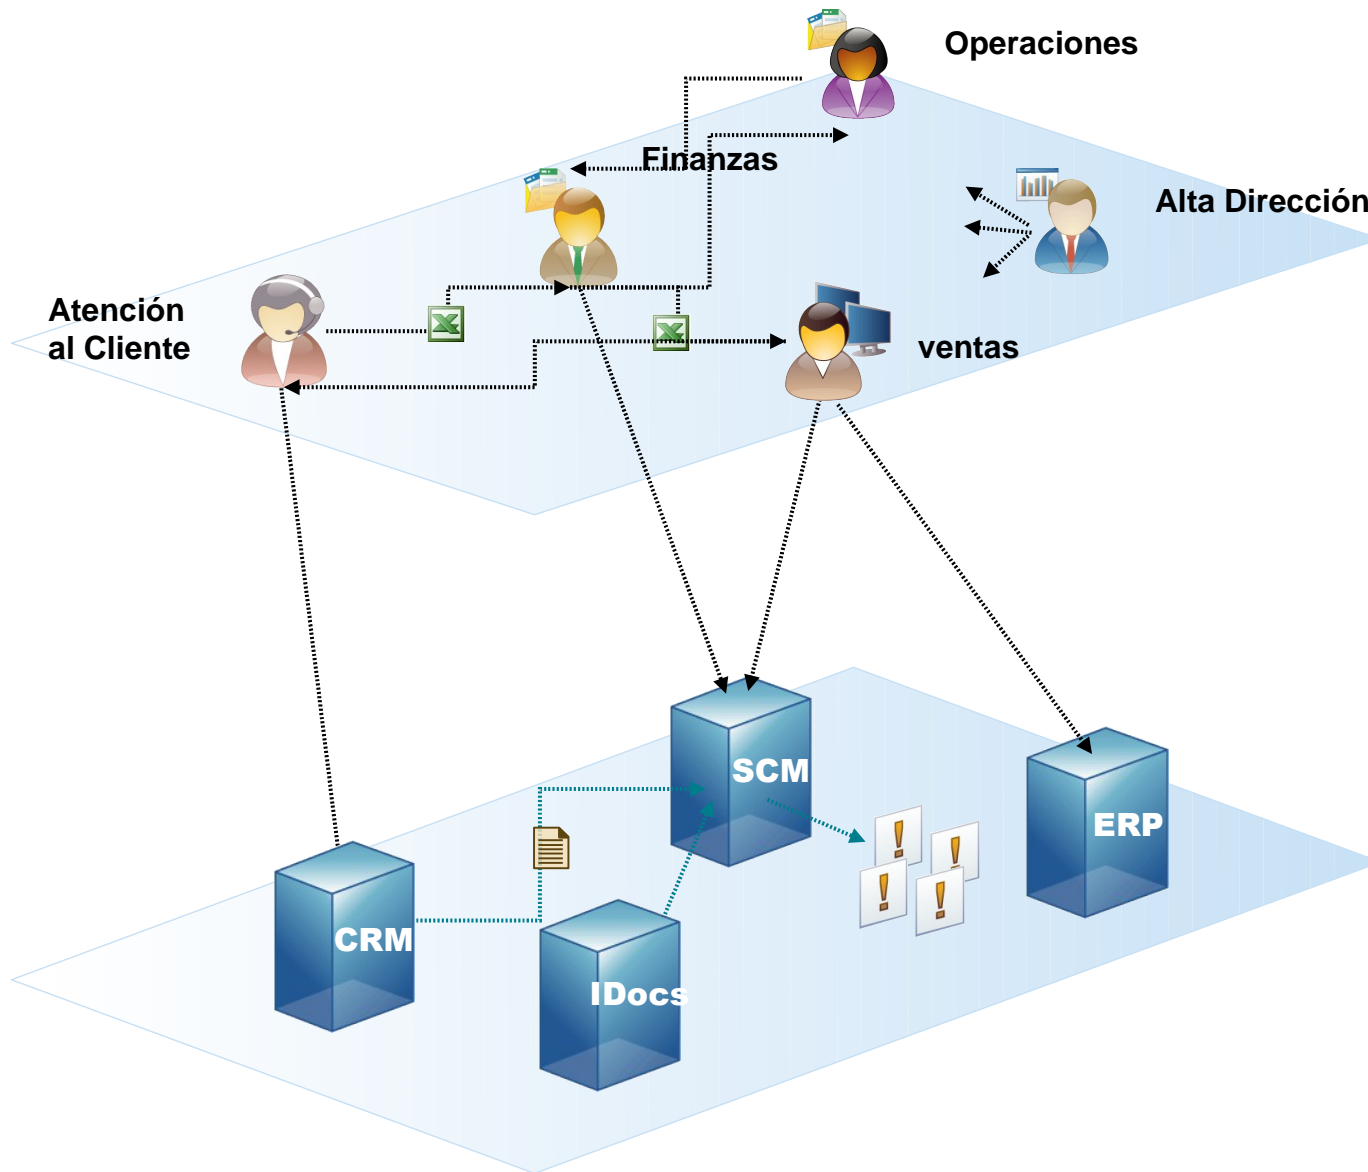 Operaciones
Finanzas
Alta Dirección
Atención
al Cliente
ventas
SCM
ERP
CRM
IDocs